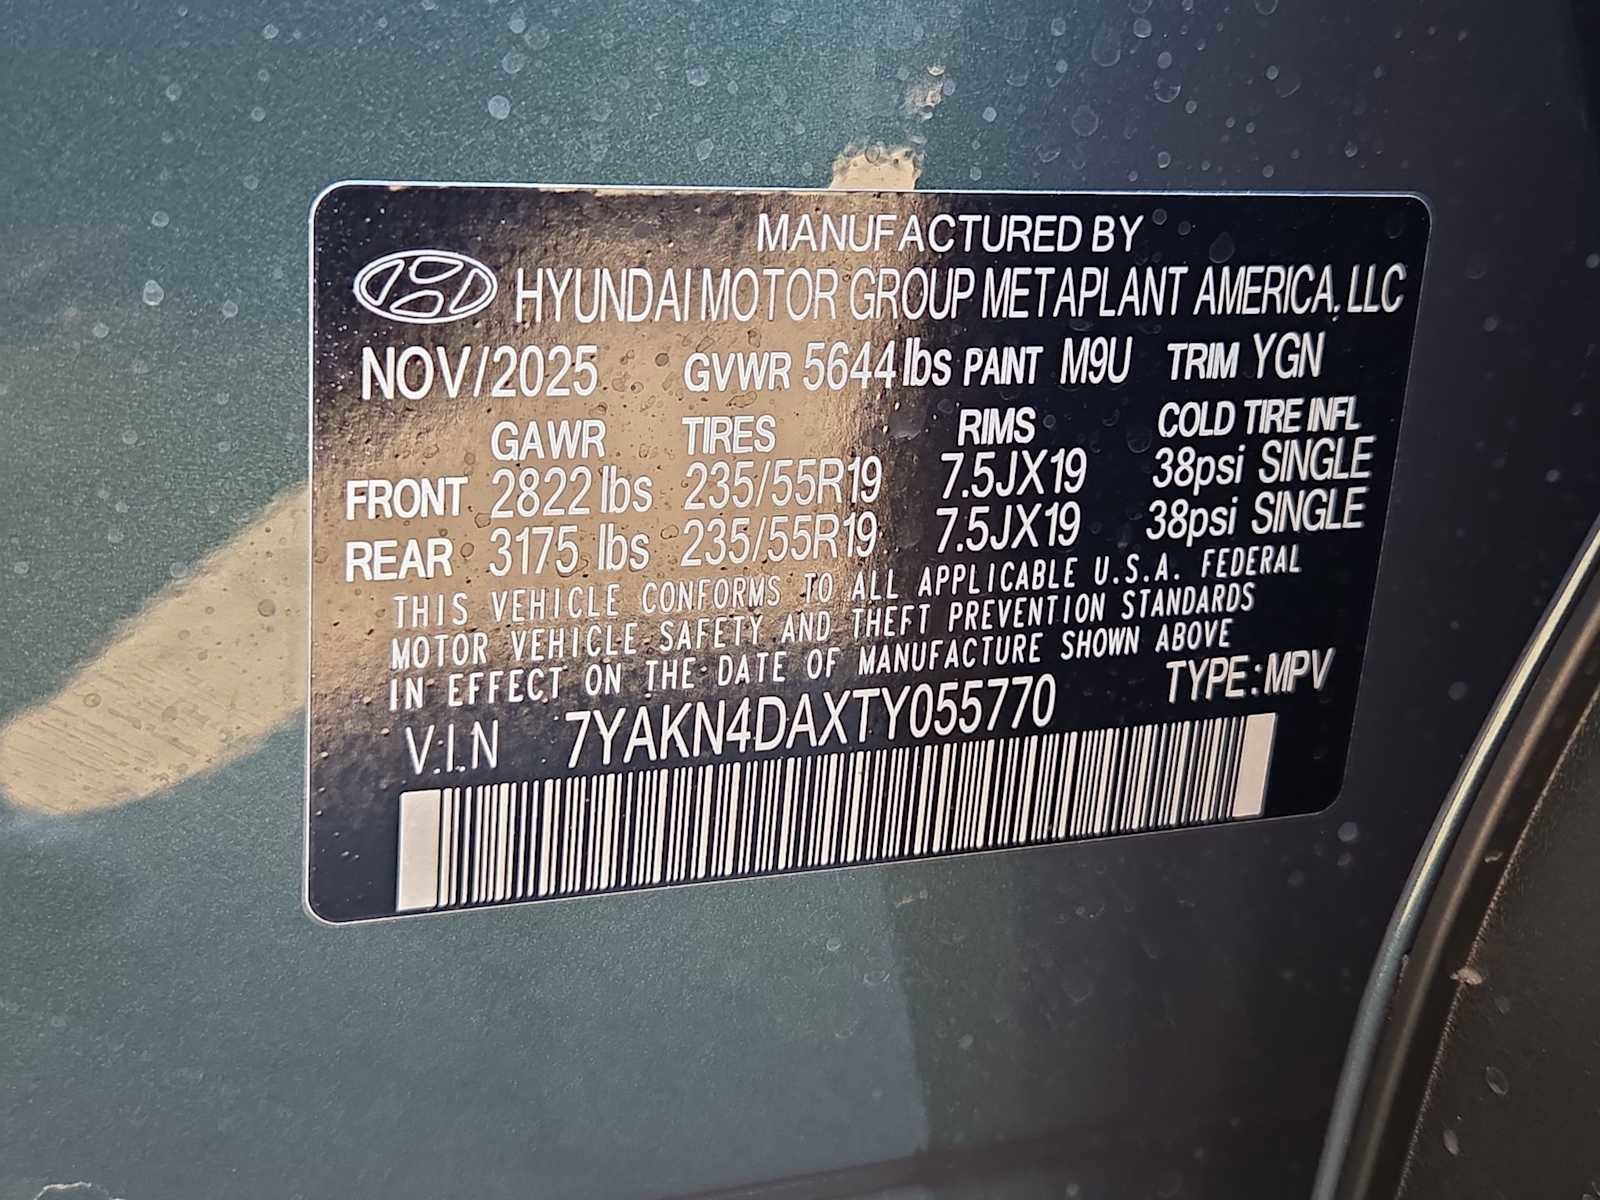 MANUFACTURED BY
HYUNDAI MOTOR GROUP METAPLANT AMERICA, LLC
NOV/2025 GVWR 5644 lbs PAINT M9U TRIM YGN
GAWR TIRES RIMS COLD TIRE INFL
FRONT 2822 lbs 235/55R19 7.5JX19 38psi SINGLE
REAR 3175 lbs 235/55R19 7.5JX19 38psi SINGLE
THIS VEHICLE CONFORMS TO ALL APPLICABLE U.S.A. FEDERAL
MOTOR VEHICLE SAFETY AND THEFT PREVENTION STANDARDS
IN EFFECT ON THE DATE OF MANUFACTURE SHOWN ABOVE
V.I.N 7YAKN4DAXTY055770 TYPE: MPV